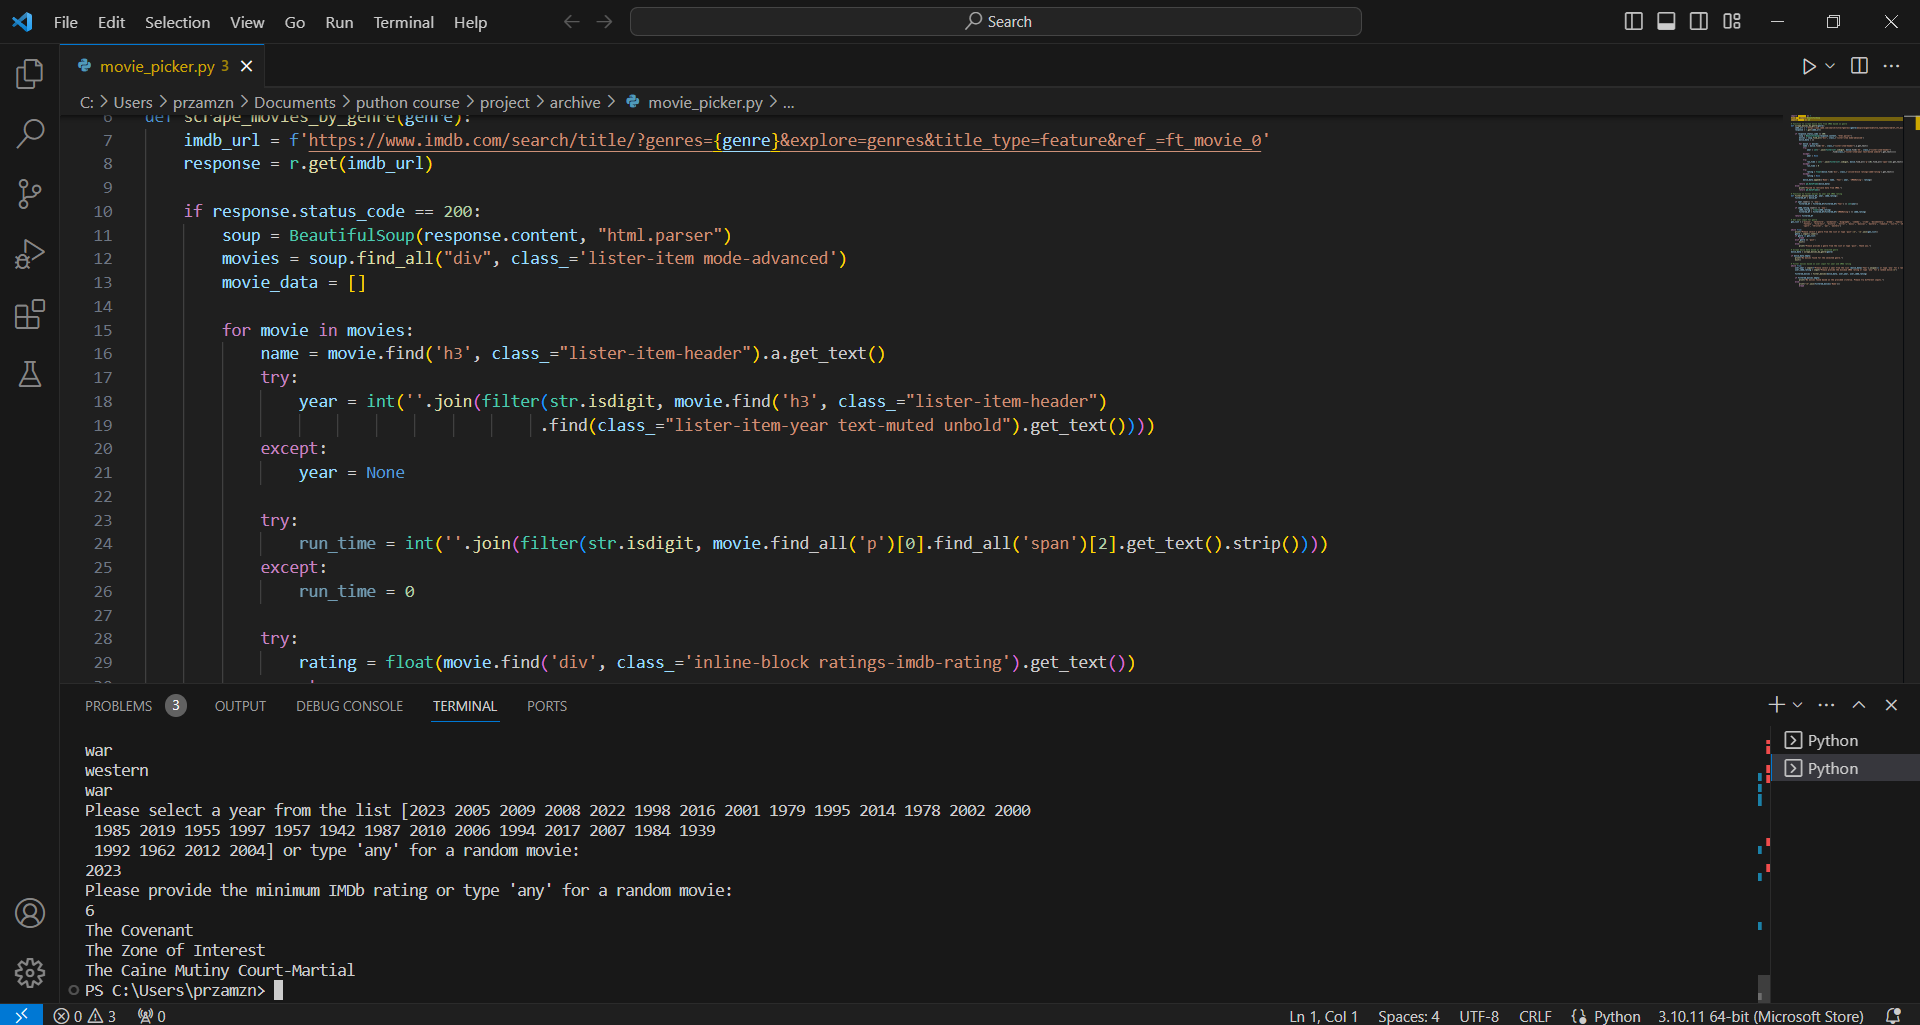 File Edit Selection View Go Run Terminal Help
Search
movie_picker.py 3
C: > Users > przamzn > Documents > python course > project > archive > movie_picker.py > ...
6 def scrape_movies_by_genre(genre):
7 imdb_url = f'https://www.imdb.com/search/title/?genres={genre}&explore=genres&title_type=feature&ref_=ft_movie_0'
8 response = r.get(imdb_url)
9
10 if response.status_code == 200:
11 soup = BeautifulSoup(response.content, "html.parser")
12 movies = soup.find_all("div", class_='lister-item mode-advanced')
13 movie_data = []
14
15 for movie in movies:
16 name = movie.find('h3', class_="lister-item-header").a.get_text()
17 try:
18 year = int(''.join(filter(str.isdigit, movie.find('h3', class_="lister-item-header")
19 .find(class_="lister-item-year text-muted unbold").get_text())))
20 except:
21 year = None
22
23 try:
24 run_time = int(''.join(filter(str.isdigit, movie.find_all('p')[0].find_all('span')[2].get_text().strip())))
25 except:
26 run_time = 0
27
28 try:
29 rating = float(movie.find('div', class_='inline-block ratings-imdb-rating').get_text())
PROBLEMS 3 OUTPUT DEBUG CONSOLE TERMINAL PORTS
Python
Python
war
western
war
Please select a year from the list [2023 2005 2009 2008 2022 1998 2016 2001 1979 1995 2014 1978 2002 2000
1985 2019 1955 1997 1957 1942 1987 2010 2006 1994 2017 2007 1984 1939
1992 1962 2012 2004] or type 'any' for a random movie:
2023
Please provide the minimum IMDb rating or type 'any' for a random movie:
6
The Covenant
The Zone of Interest
The Caine Mutiny Court-Martial
PS C:\Users\przamzn>
0 3 0 Ln 1, Col 1 Spaces: 4 UTF-8 CRLF Python 3.10.11 64-bit (Microsoft Store)